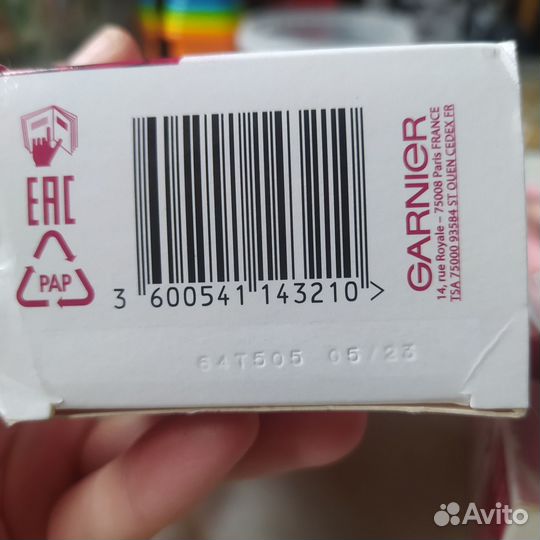 EAC
PAP
3 600541 143210 >
64T505 05/23
GARNIER
14, rue Royale – 75008 Paris FRANCE
TSA 75000 93584 ST OUEN CEDEX FR
Avito